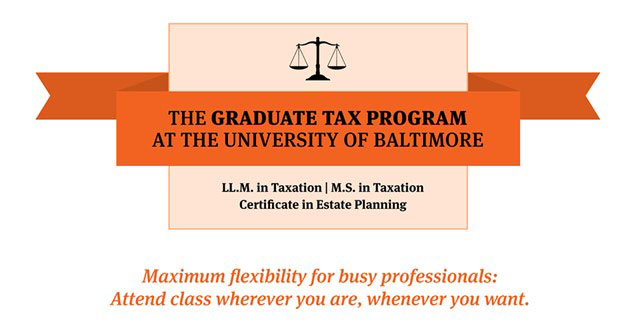 THE GRADUATE TAX PROGRAM
AT THE UNIVERSITY OF BALTIMORE
LL.M. in Taxation | M.S. in Taxation
Certificate in Estate Planning
Maximum flexibility for busy professionals:
Attend class wherever you are, whenever you want.